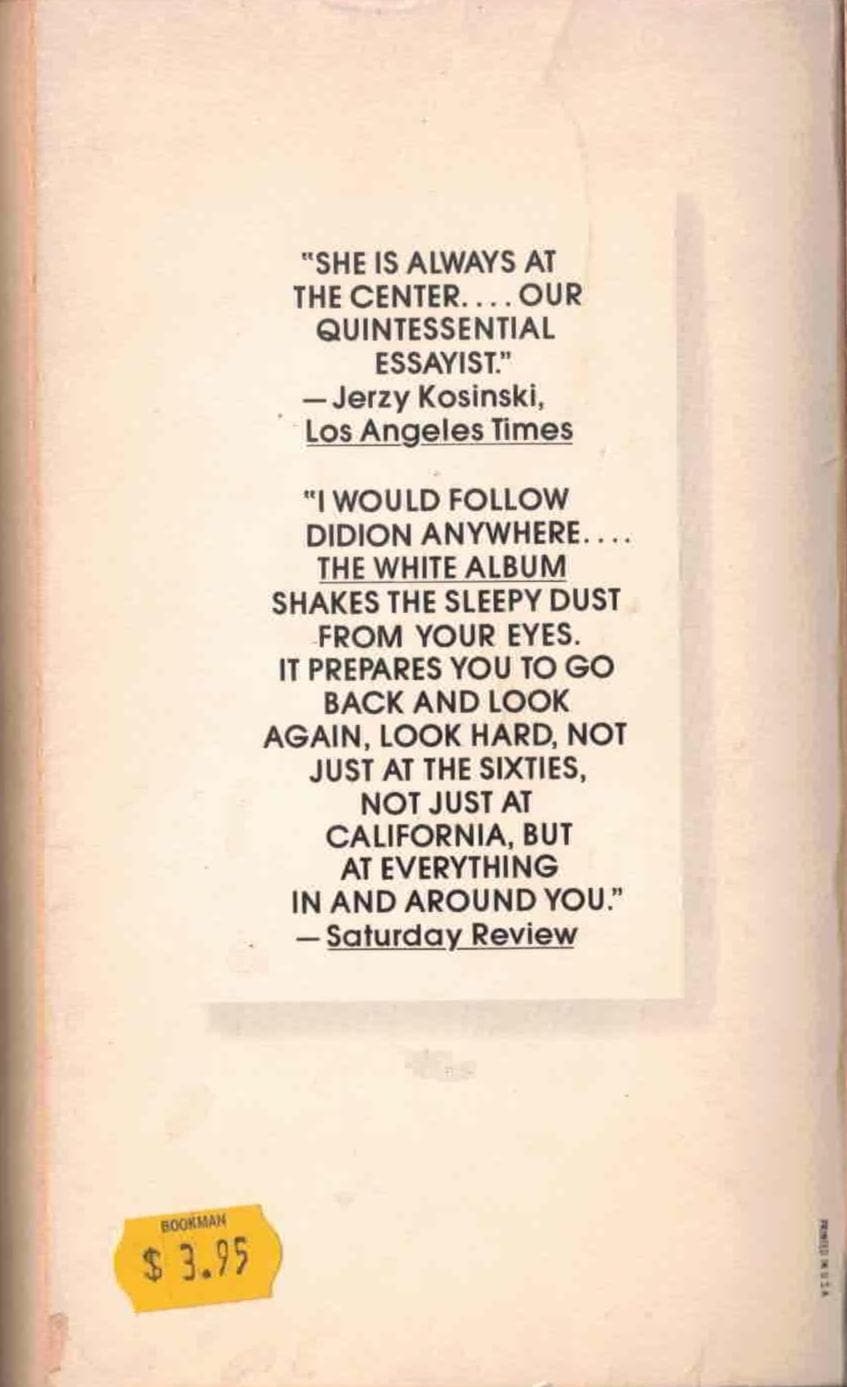 "SHE IS ALWAYS AT
THE CENTER.... OUR
QUINTESSENTIAL
ESSAYIST."
—Jerzy Kosinski,
Los Angeles Times
"I WOULD FOLLOW
DIDION ANYWHERE....
THE WHITE ALBUM
SHAKES THE SLEEPY DUST
FROM YOUR EYES.
IT PREPARES YOU TO GO
BACK AND LOOK
AGAIN, LOOK HARD, NOT
JUST AT THE SIXTIES,
NOT JUST AT
CALIFORNIA, BUT
AT EVERYTHING
IN AND AROUND YOU."
—Saturday Review
BOOKMAN
$ 3.95
PRINTED IN U.S.A.